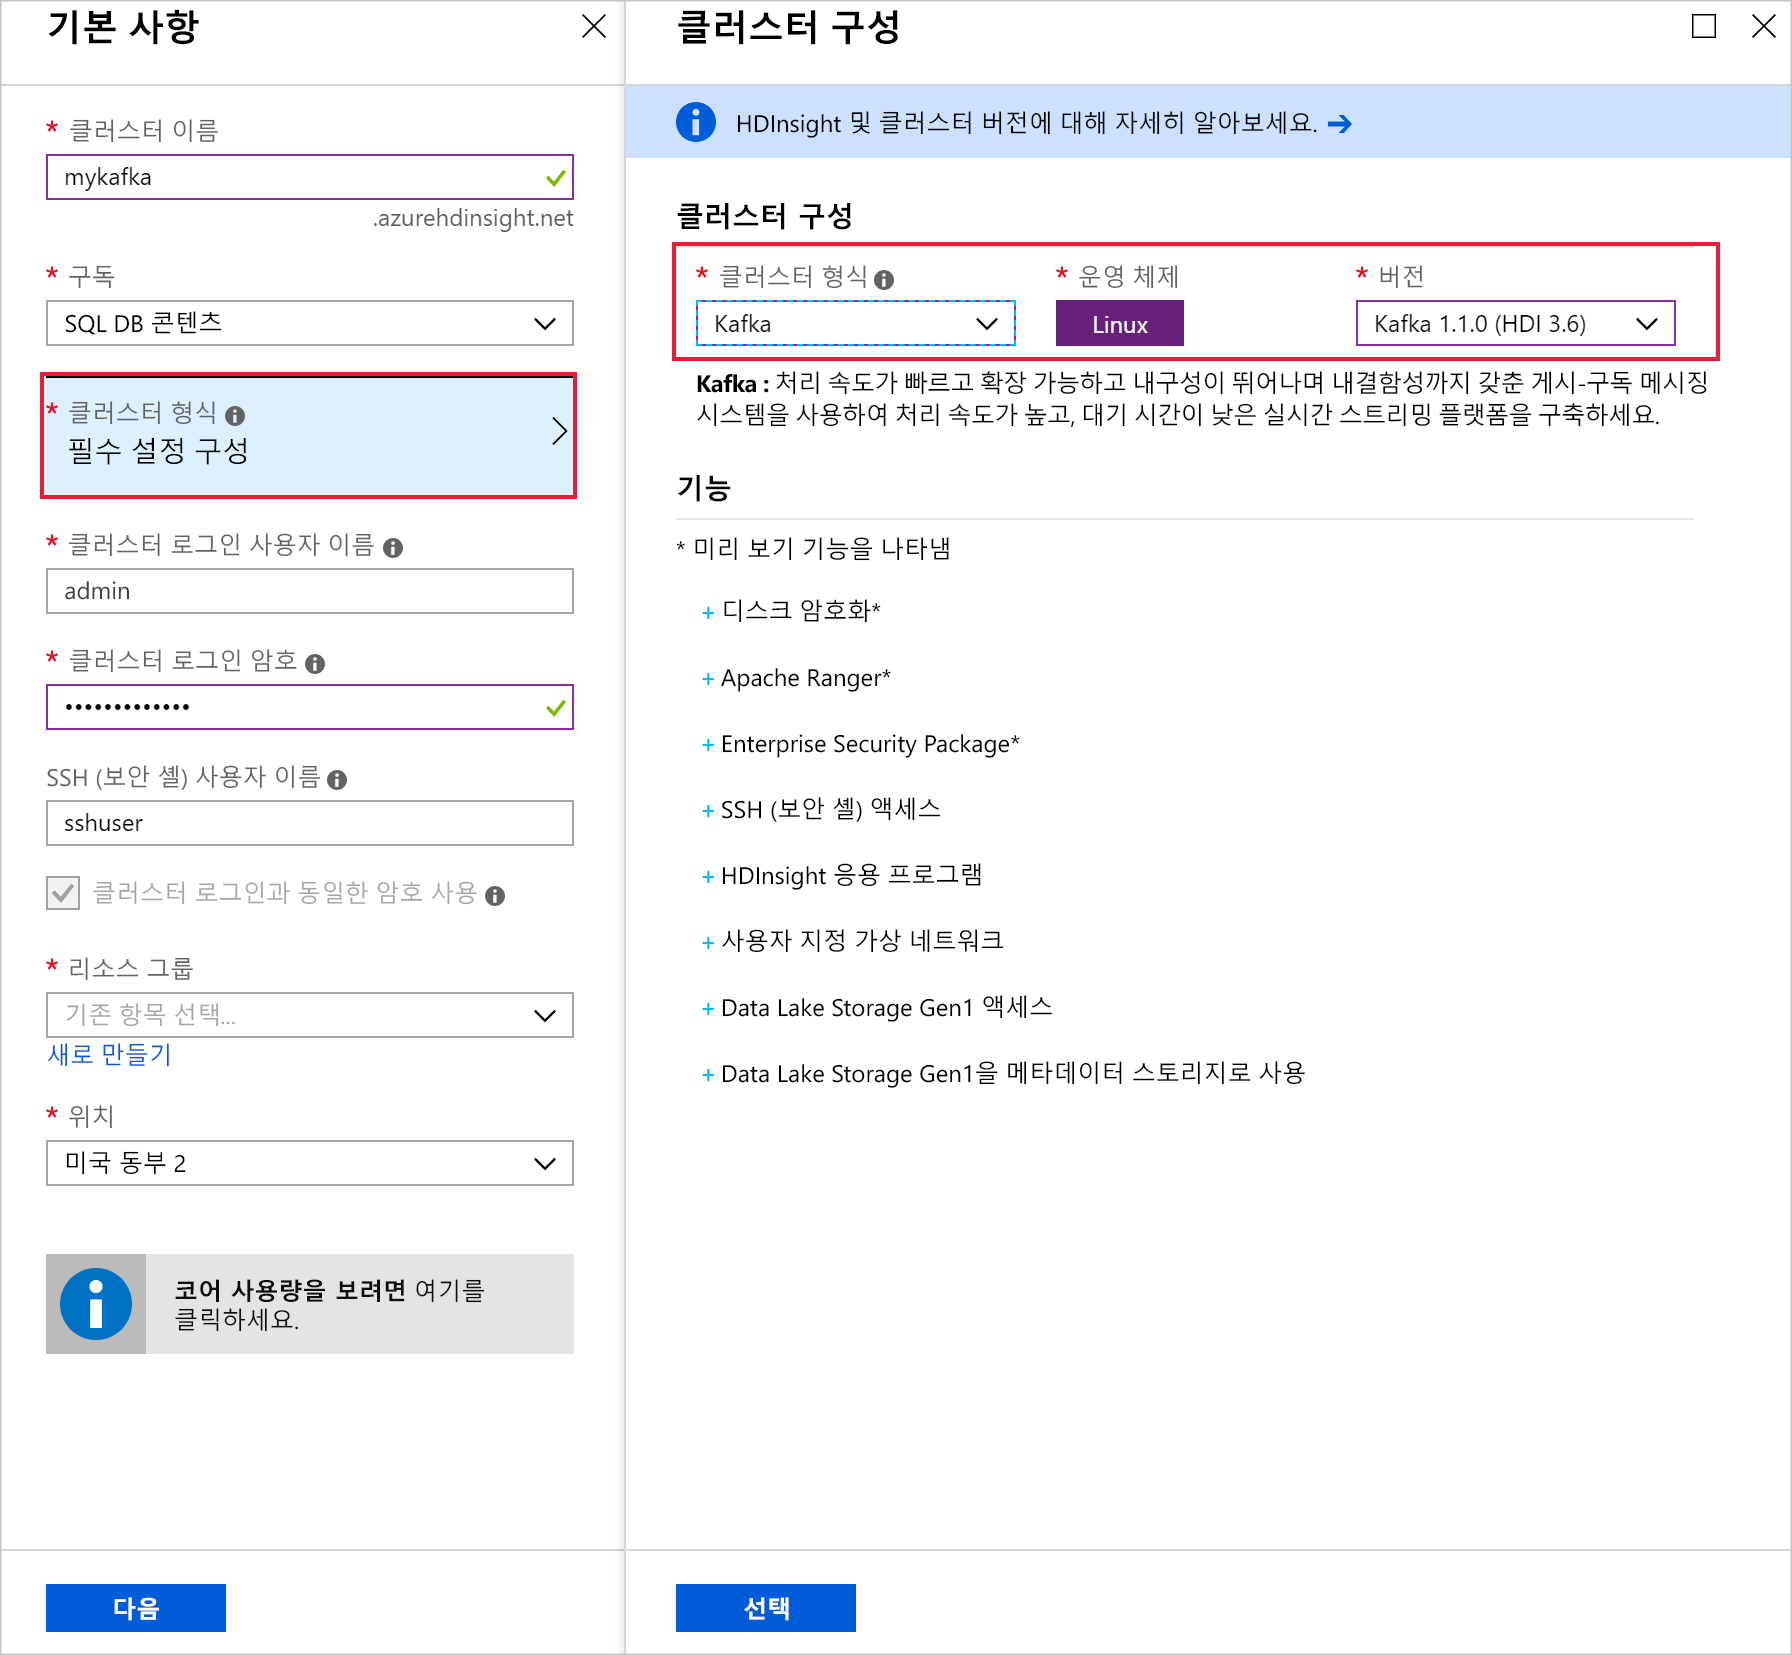 기본 사항
* 클러스터 이름
mykafka
.azurehdinsight.net
* 구독
SQL DB 콘텐츠
* 클러스터 형식
필수 설정 구성
* 클러스터 로그인 사용자 이름
admin
* 클러스터 로그인 암호
•••••••••••••
SSH (보안 셸) 사용자 이름
sshuser
클러스터 로그인과 동일한 암호 사용
* 리소스 그룹
기존 항목 선택...
새로 만들기
* 위치
미국 동부 2
코어 사용량을 보려면 여기를
클릭하세요.
다음
클러스터 구성
HDInsight 및 클러스터 버전에 대해 자세히 알아보세요. →
클러스터 구성
* 클러스터 형식
Kafka
* 운영 체제
Linux
* 버전
Kafka 1.1.0 (HDI 3.6)
Kafka : 처리 속도가 빠르고 확장 가능하고 내구성이 뛰어나며 내결함성까지 갖춘 게시-구독 메시징
시스템을 사용하여 처리 속도가 높고, 대기 시간이 낮은 실시간 스트리밍 플랫폼을 구축하세요.
기능
* 미리 보기 기능을 나타냄
+ 디스크 암호화*
+ Apache Ranger*
+ Enterprise Security Package*
+ SSH (보안 셸) 액세스
+ HDInsight 응용 프로그램
+ 사용자 지정 가상 네트워크
+ Data Lake Storage Gen1 액세스
+ Data Lake Storage Gen1을 메타데이터 스토리지로 사용
선택